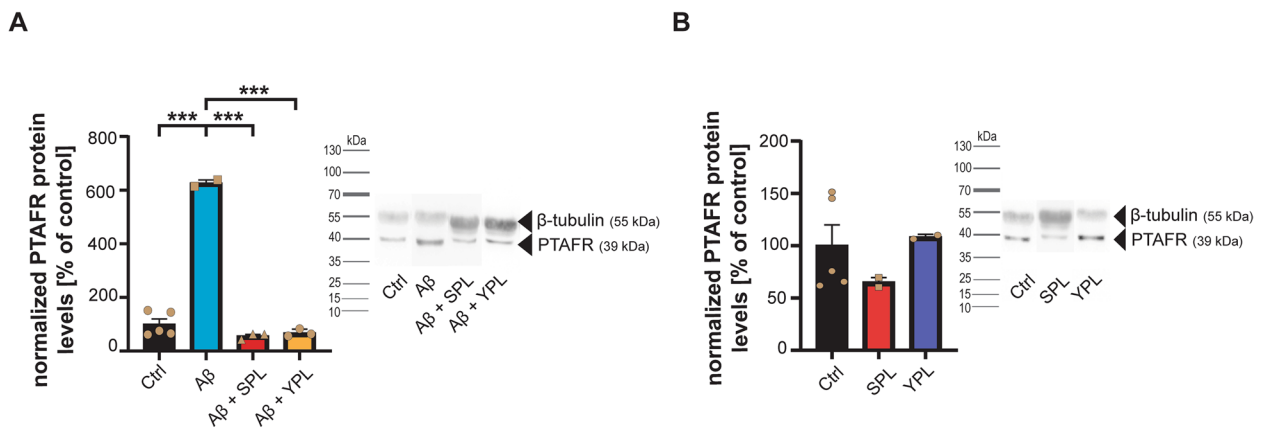 A
B
*** *** ***
normalized PTAFR protein
levels [% of control]
800
600
400
200
0
Ctrl
Aβ
Aβ + SPL
Aβ + YPL
kDa
130
100
70
55
40
35
25
15
10
β-tubulin (55 kDa)
PTAFR (39 kDa)
Ctrl
Aβ
Aβ + SPL
Aβ + YPL
normalized PTAFR protein
levels [% of control]
200
150
100
50
0
Ctrl
SPL
YPL
kDa
130
100
70
55
40
35
25
15
10
β-tubulin (55 kDa)
PTAFR (39 kDa)
Ctrl
SPL
YPL